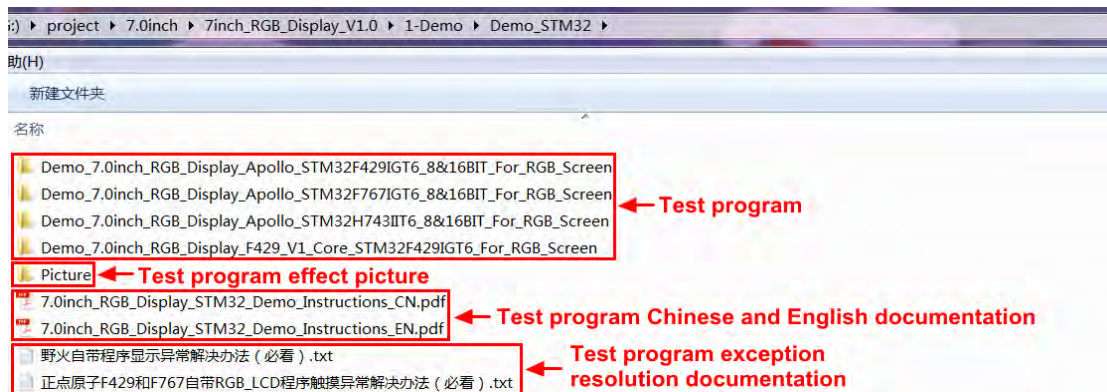 :) ▸ project ▸ 7.0inch ▸ 7inch_RGB_Display_V1.0 ▸ 1-Demo ▸ Demo_STM32 ▸
助(H)
新建文件夹
名称
Demo_7.0inch_RGB_Display_Apollo_STM32F429IGT6_8&16BIT_For_RGB_Screen
Demo_7.0inch_RGB_Display_Apollo_STM32F767IGT6_8&16BIT_For_RGB_Screen
Demo_7.0inch_RGB_Display_Apollo_STM32H743IIT6_8&16BIT_For_RGB_Screen
Demo_7.0inch_RGB_Display_F429_V1_Core_STM32F429IGT6_For_RGB_Screen
Test program
Picture
Test program effect picture
7.0inch_RGB_Display_STM32_Demo_Instructions_CN.pdf
7.0inch_RGB_Display_STM32_Demo_Instructions_EN.pdf
Test program Chinese and English documentation
野火自带程序显示异常解决办法（必看）.txt
正点原子F429和F767自带RGB_LCD程序触摸异常解决办法（必看）.txt
Test program exception
resolution documentation